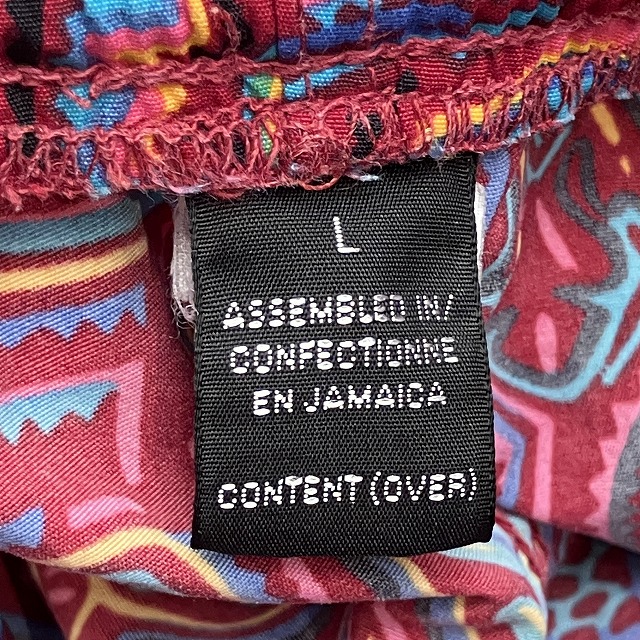 L
ASSEMBLED IN/
CONFECTIONNE
EN JAMAICA
CONTENT (OVER)